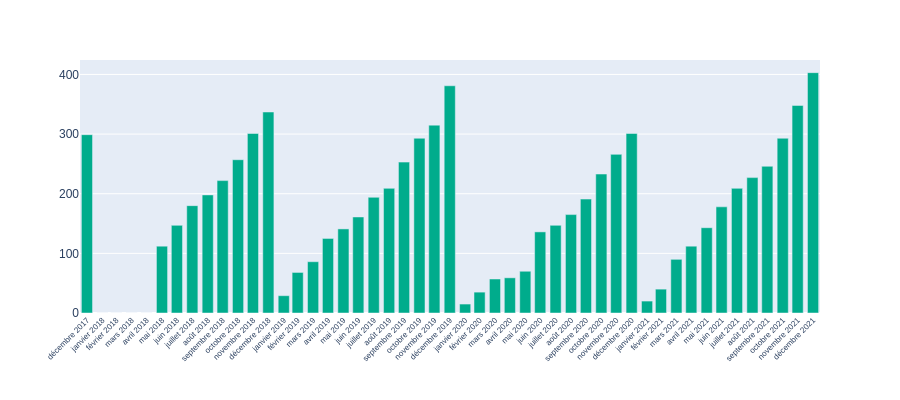 400
300
200
100
0
décembre 2017
janvier 2018
février 2018
mars 2018
avril 2018
mai 2018
juin 2018
juillet 2018
août 2018
septembre 2018
octobre 2018
novembre 2018
décembre 2018
janvier 2019
février 2019
mars 2019
avril 2019
mai 2019
juin 2019
juillet 2019
août 2019
septembre 2019
octobre 2019
novembre 2019
décembre 2019
janvier 2020
février 2020
mars 2020
avril 2020
mai 2020
juin 2020
juillet 2020
août 2020
septembre 2020
octobre 2020
novembre 2020
décembre 2020
janvier 2021
février 2021
mars 2021
avril 2021
mai 2021
juin 2021
juillet 2021
août 2021
septembre 2021
octobre 2021
novembre 2021
décembre 2021